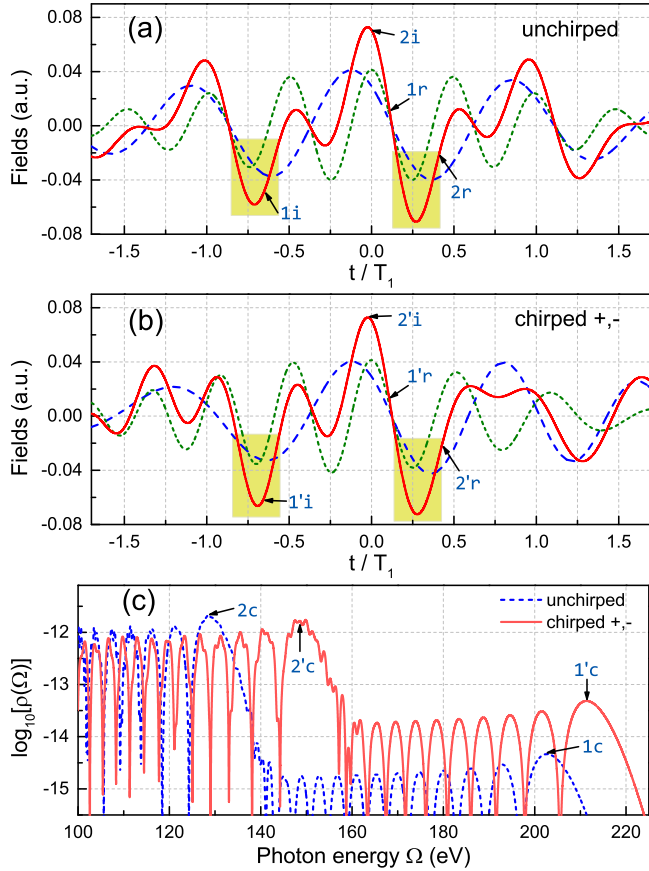 (a)
unchirped
0.08
0.04
0.00
-0.04
-0.08
Fields (a.u.)
2i
1r
1i
2r
-1.5 -1.0 -0.5 0.0 0.5 1.0 1.5
t / T1
(b)
chirped +,-
0.08
0.04
0.00
-0.04
-0.08
Fields (a.u.)
2'i
1'r
1'i
2'r
-1.5 -1.0 -0.5 0.0 0.5 1.0 1.5
t / T1
(c)
unchirped
chirped +,-
-12
-13
-14
-15
log10[ρ(Ω)]
2c
2'c
1'c
1c
100 120 140 160 180 200 220
Photon energy Ω (eV)